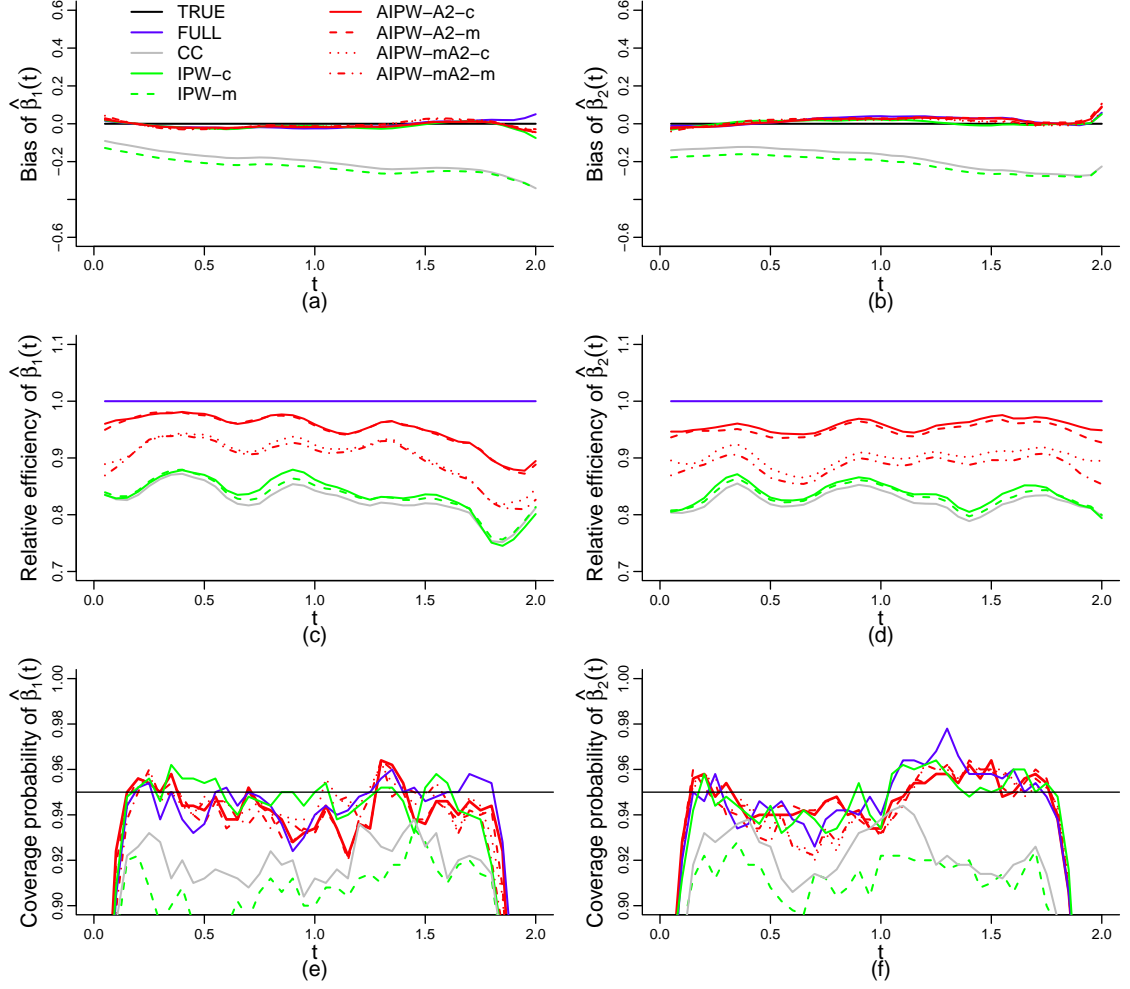 TRUE
FULL
CC
IPW−c
IPW−m
AIPW−A2−c
AIPW−A2−m
AIPW−mA2−c
AIPW−mA2−m
Bias of β̂₁(t)
0.6
0.4
0.2
0.0
−0.2
−0.6
0.0 0.5 1.0 1.5 2.0
t
(a)
Bias of β̂₂(t)
0.6
0.4
0.2
0.0
−0.2
−0.6
0.0 0.5 1.0 1.5 2.0
t
(b)
Relative efficiency of β̂₁(t)
1.1
1.0
0.9
0.8
0.7
0.0 0.5 1.0 1.5 2.0
t
(c)
Relative efficiency of β̂₂(t)
1.1
1.0
0.9
0.8
0.7
0.0 0.5 1.0 1.5 2.0
t
(d)
Coverage probability of β̂₁(t)
1.00
0.98
0.96
0.94
0.92
0.90
0.0 0.5 1.0 1.5 2.0
t
(e)
Coverage probability of β̂₂(t)
1.00
0.98
0.96
0.94
0.92
0.90
0.0 0.5 1.0 1.5 2.0
t
(f)